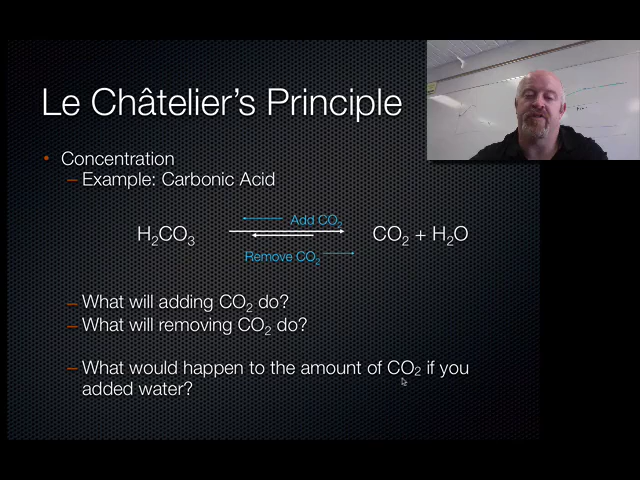 Le Châtelier's Principle
• Concentration
– Example: Carbonic Acid
Add CO₂
H₂CO₃ CO₂ + H₂O
Remove CO₂
– What will adding CO₂ do?
– What will removing CO₂ do?
– What would happen to the amount of CO₂ if you
added water?